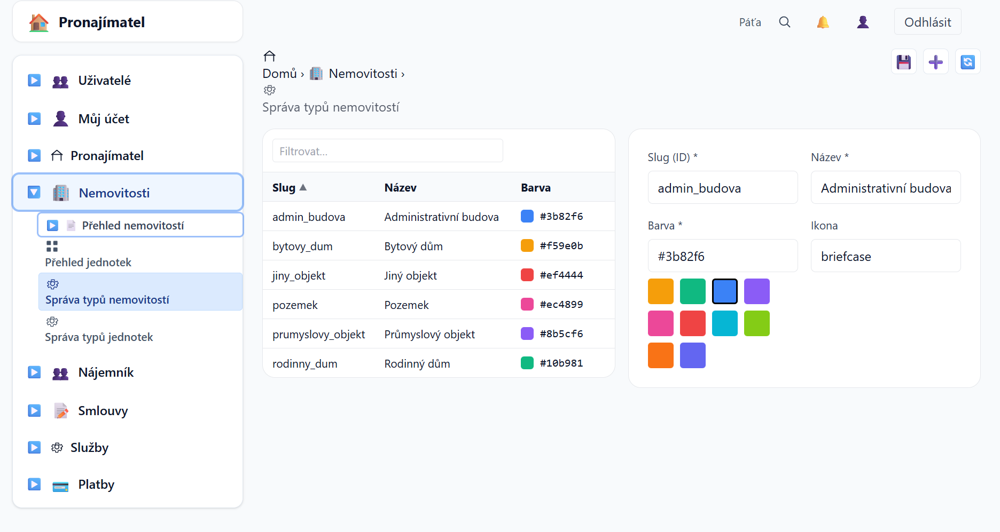 Pronajímatel
Páťa
Odhlásit
Uživatelé
Můj účet
Pronajímatel
Nemovitosti
Přehled nemovitostí
Přehled jednotek
Správa typů nemovitostí
Správa typů jednotek
Nájemník
Smlouvy
Služby
Platby
Domů › Nemovitosti ›
Správa typů nemovitostí
Filtrovat...
Slug ▲ Název Barva
admin_budova Administrativní budova #3b82f6
bytovy_dum Bytový dům #f59e0b
jiny_objekt Jiný objekt #ef4444
pozemek Pozemek #ec4899
prumyslovy_objekt Průmyslový objekt #8b5cf6
rodinny_dum Rodinný dům #10b981
Slug (ID) * Název *
admin_budova Administrativní budova
Barva * Ikona
#3b82f6 briefcase